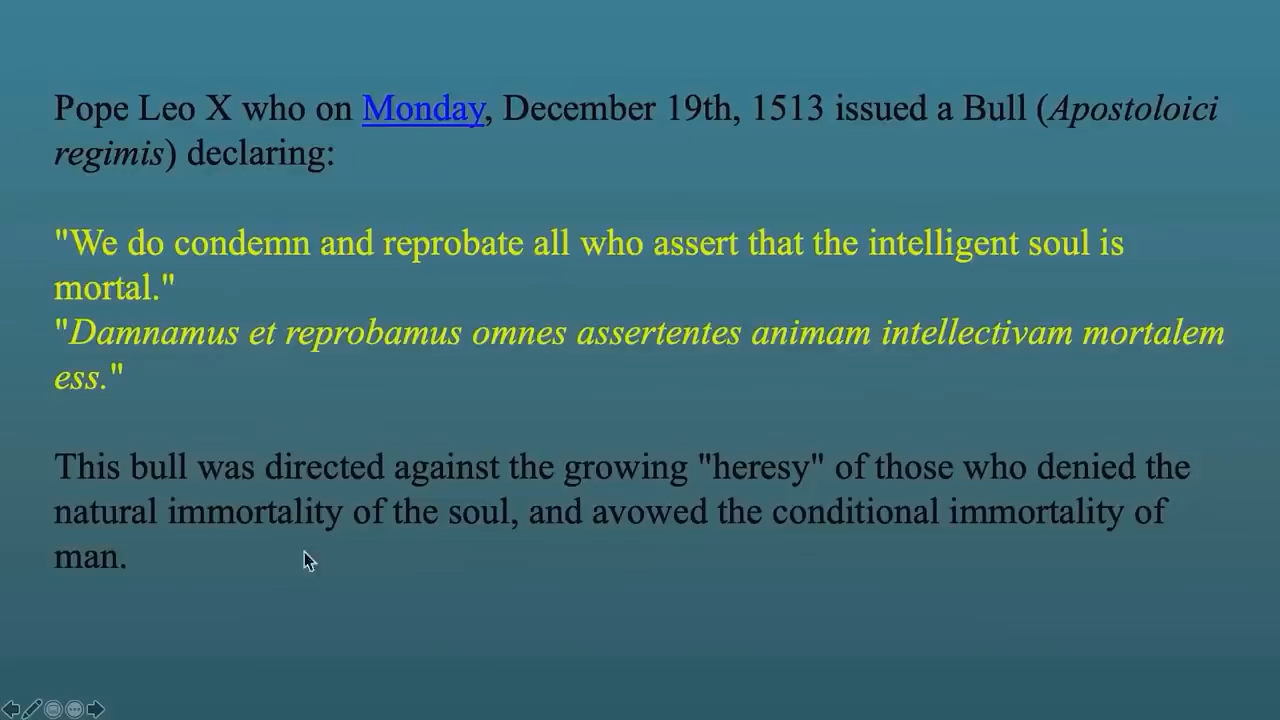 Pope Leo X who on Monday, December 19th, 1513 issued a Bull (Apostoloici
regimis) declaring:
"We do condemn and reprobate all who assert that the intelligent soul is
mortal."
"Damnamus et reprobamus omnes assertentes animam intellectivam mortalem
ess."
This bull was directed against the growing "heresy" of those who denied the
natural immortality of the soul, and avowed the conditional immortality of
man.